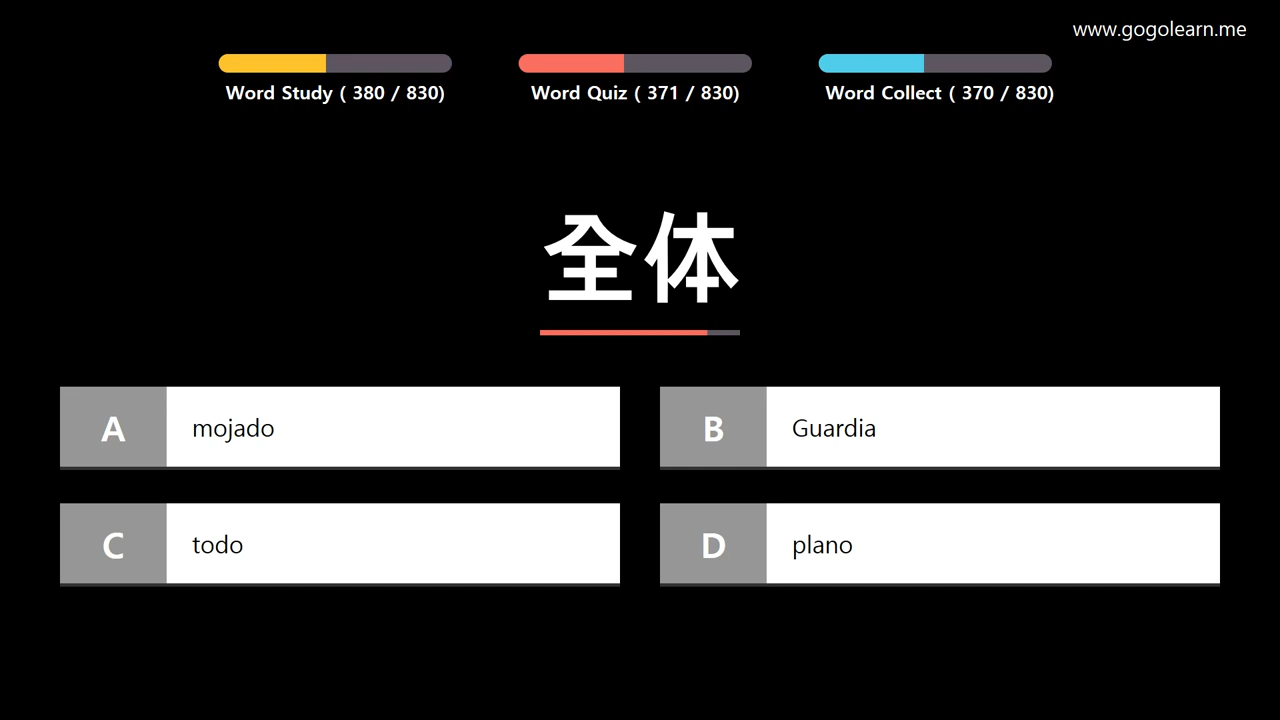 www.gogolearn.me
Word Study ( 380 / 830)
Word Quiz ( 371 / 830)
Word Collect ( 370 / 830)
全体
A mojado
B Guardia
C todo
D plano